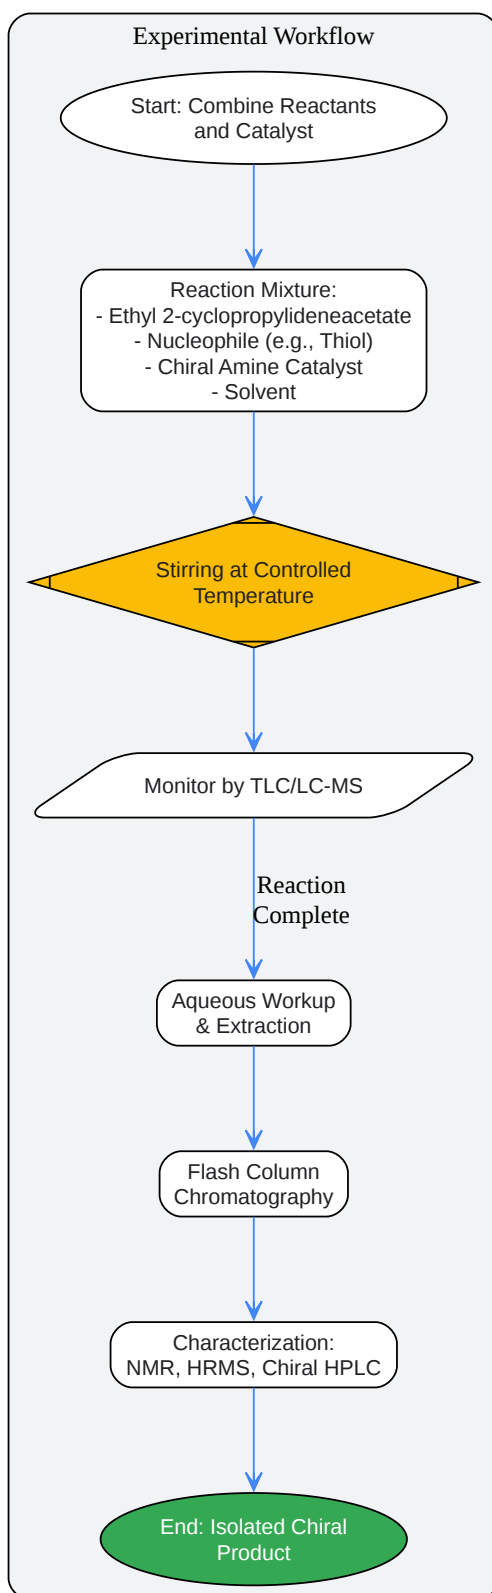 Experimental Workflow
Start: Combine Reactants
and Catalyst
Reaction Mixture:
- Ethyl 2-cyclopropylideneacetate
- Nucleophile (e.g., Thiol)
- Chiral Amine Catalyst
- Solvent
Stirring at Controlled
Temperature
Monitor by TLC/LC-MS
Reaction
Complete
Aqueous Workup
& Extraction
Flash Column
Chromatography
Characterization:
NMR, HRMS, Chiral HPLC
End: Isolated Chiral
Product